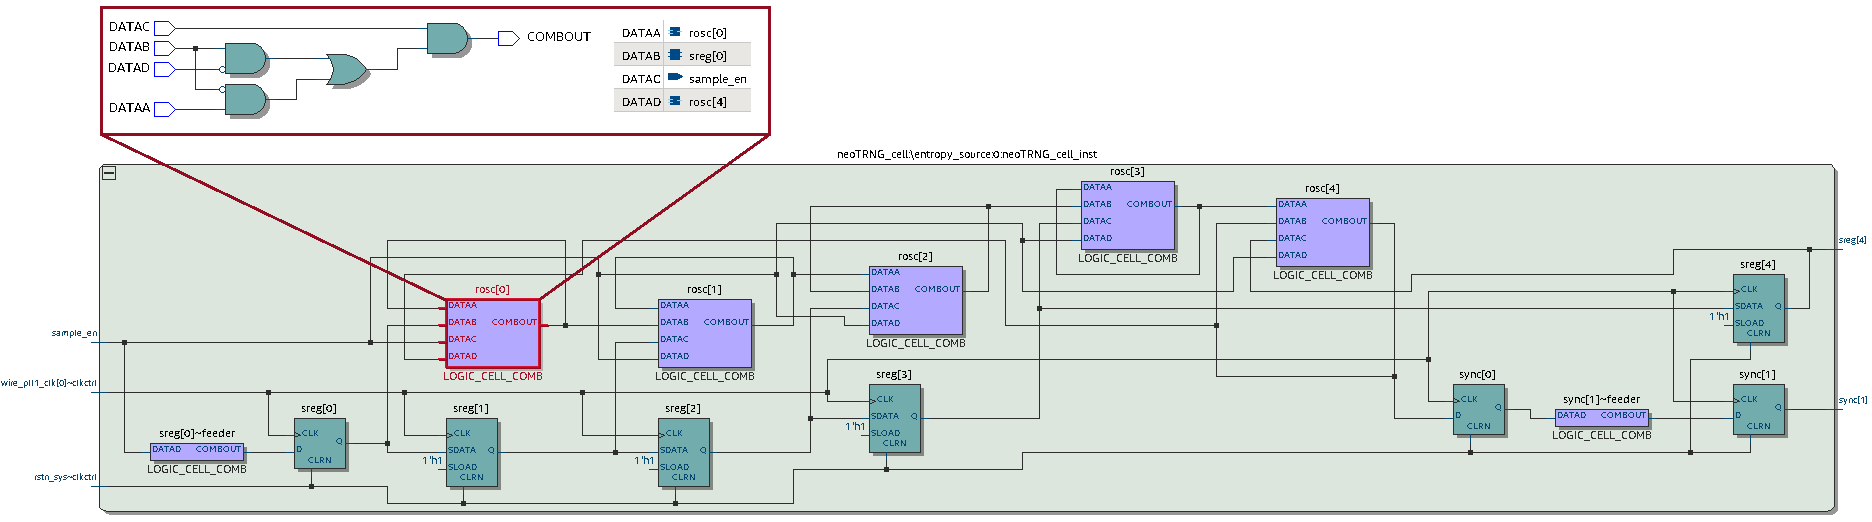 DATAC
DATAB
DATAD
DATAA
COMBOUT
DATAA rosc[0]
DATAB sreg[0]
DATAC sample_en
DATAD rosc[4]
neoTRNG_cell:\entropy_source:0:neoTRNG_cell_inst
rosc[3]
DATAA
DATAB COMBOUT
DATAC
DATAD
LOGIC_CELL_COMB
rosc[4]
DATAA
DATAB COMBOUT
DATAC
DATAD
LOGIC_CELL_COMB
sreg[4]
rosc[2]
DATAA
DATAB COMBOUT
DATAC
DATAD
LOGIC_CELL_COMB
sreg[4]
CLK
SDATA Q
1'h1
SLOAD
CLRN
rosc[0]
DATAA
DATAB COMBOUT
DATAC
DATAD
LOGIC_CELL_COMB
rosc[1]
DATAA
DATAB COMBOUT
DATAC
DATAD
LOGIC_CELL_COMB
sample_en
wire_pll1_clk[0]~clkctrl
rstn_sys~clkctrl
sreg[0]~feeder
DATAD COMBOUT
LOGIC_CELL_COMB
sreg[0]
CLK
D Q
CLRN
sreg[1]
CLK
SDATA Q
1'h1
SLOAD
CLRN
sreg[2]
CLK
SDATA Q
1'h1
SLOAD
CLRN
sreg[3]
CLK
SDATA Q
1'h1
SLOAD
CLRN
sync[0]
CLK
D Q
CLRN
sync[1]~feeder
DATAD COMBOUT
LOGIC_CELL_COMB
sync[1]
CLK
D Q
CLRN
sync[1]